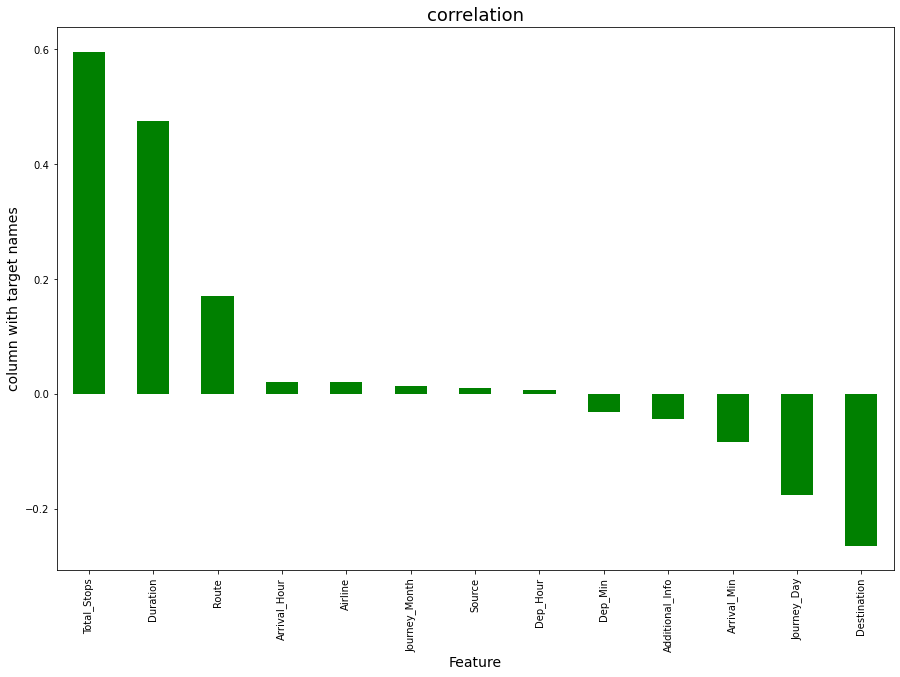 correlation
column with target names
0.6
0.4
0.2
0.0
−0.2
Total_Stops
Duration
Route
Arrival_Hour
Airline
Journey_Month
Source
Dep_Hour
Dep_Min
Additional_Info
Arrival_Min
Journey_Day
Destination
Feature